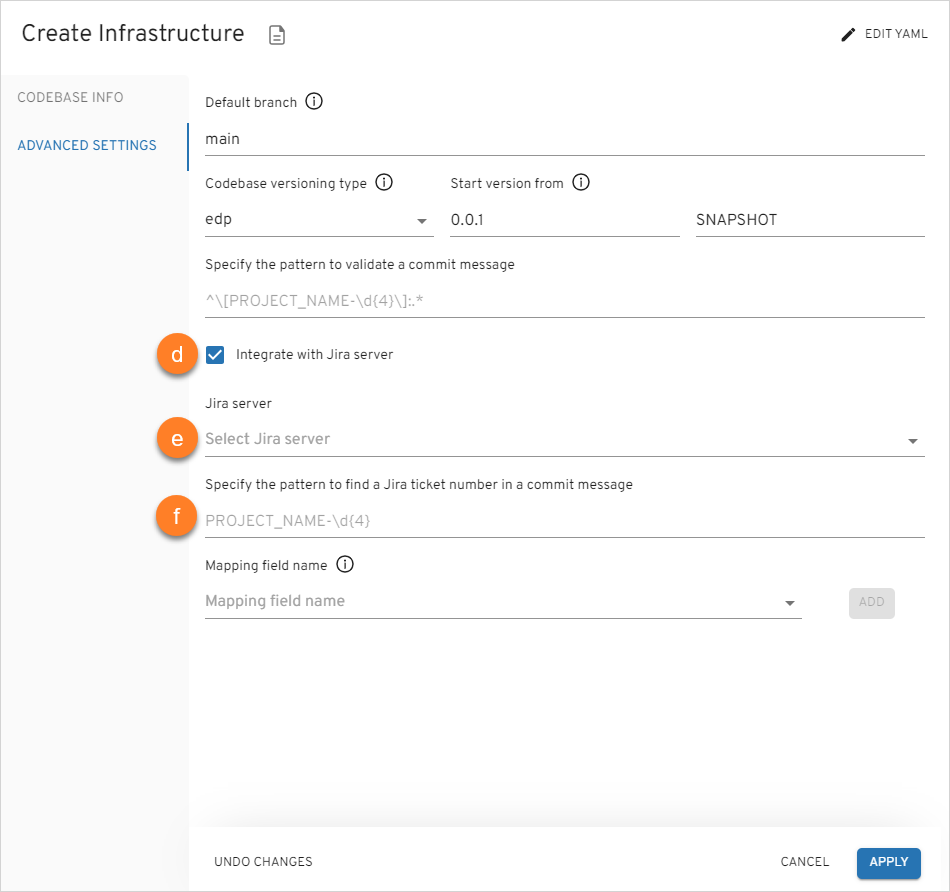 Create Infrastructure
EDIT YAML
CODEBASE INFO
ADVANCED SETTINGS
Default branch
main
Codebase versioning type Start version from
edp 0.0.1 SNAPSHOT
Specify the pattern to validate a commit message
^\[PROJECT_NAME-\d{4}\]:.*
d Integrate with Jira server
Jira server
e Select Jira server
Specify the pattern to find a Jira ticket number in a commit message
f PROJECT_NAME-\d{4}
Mapping field name
Mapping field name ADD
UNDO CHANGES CANCEL APPLY